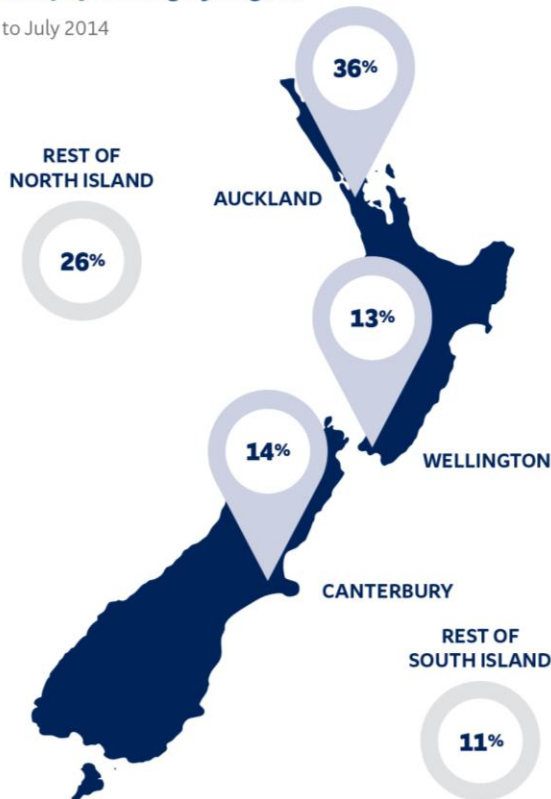 to July 2014
36%
REST OF
NORTH ISLAND
AUCKLAND
26%
13%
14%
WELLINGTON
CANTERBURY
REST OF
SOUTH ISLAND
11%